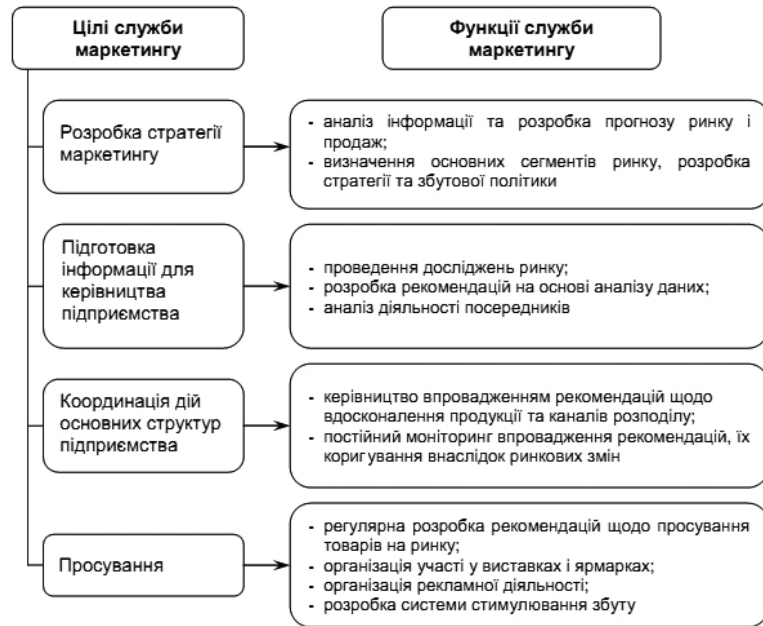 Цілі служби
маркетингу
Функції служби
маркетингу
Розробка стратегії
маркетингу
- аналіз інформації та розробка прогнозу ринку і
продаж;
- визначення основних сегментів ринку, розробка
стратегії та збутової політики
Підготовка
інформації для
керівництва
підприємства
- проведення досліджень ринку;
- розробка рекомендацій на основі аналізу даних;
- аналіз діяльності посередників
Координація дій
основних структур
підприємства
- керівництво впровадженням рекомендацій щодо
вдосконалення продукції та каналів розподілу;
- постійний моніторинг впровадження рекомендацій, їх
коригування внаслідок ринкових змін
Просування
- регулярна розробка рекомендацій щодо просування
товарів на ринку;
- організація участі у виставках і ярмарках;
- організація рекламної діяльності;
- розробка системи стимулювання збуту